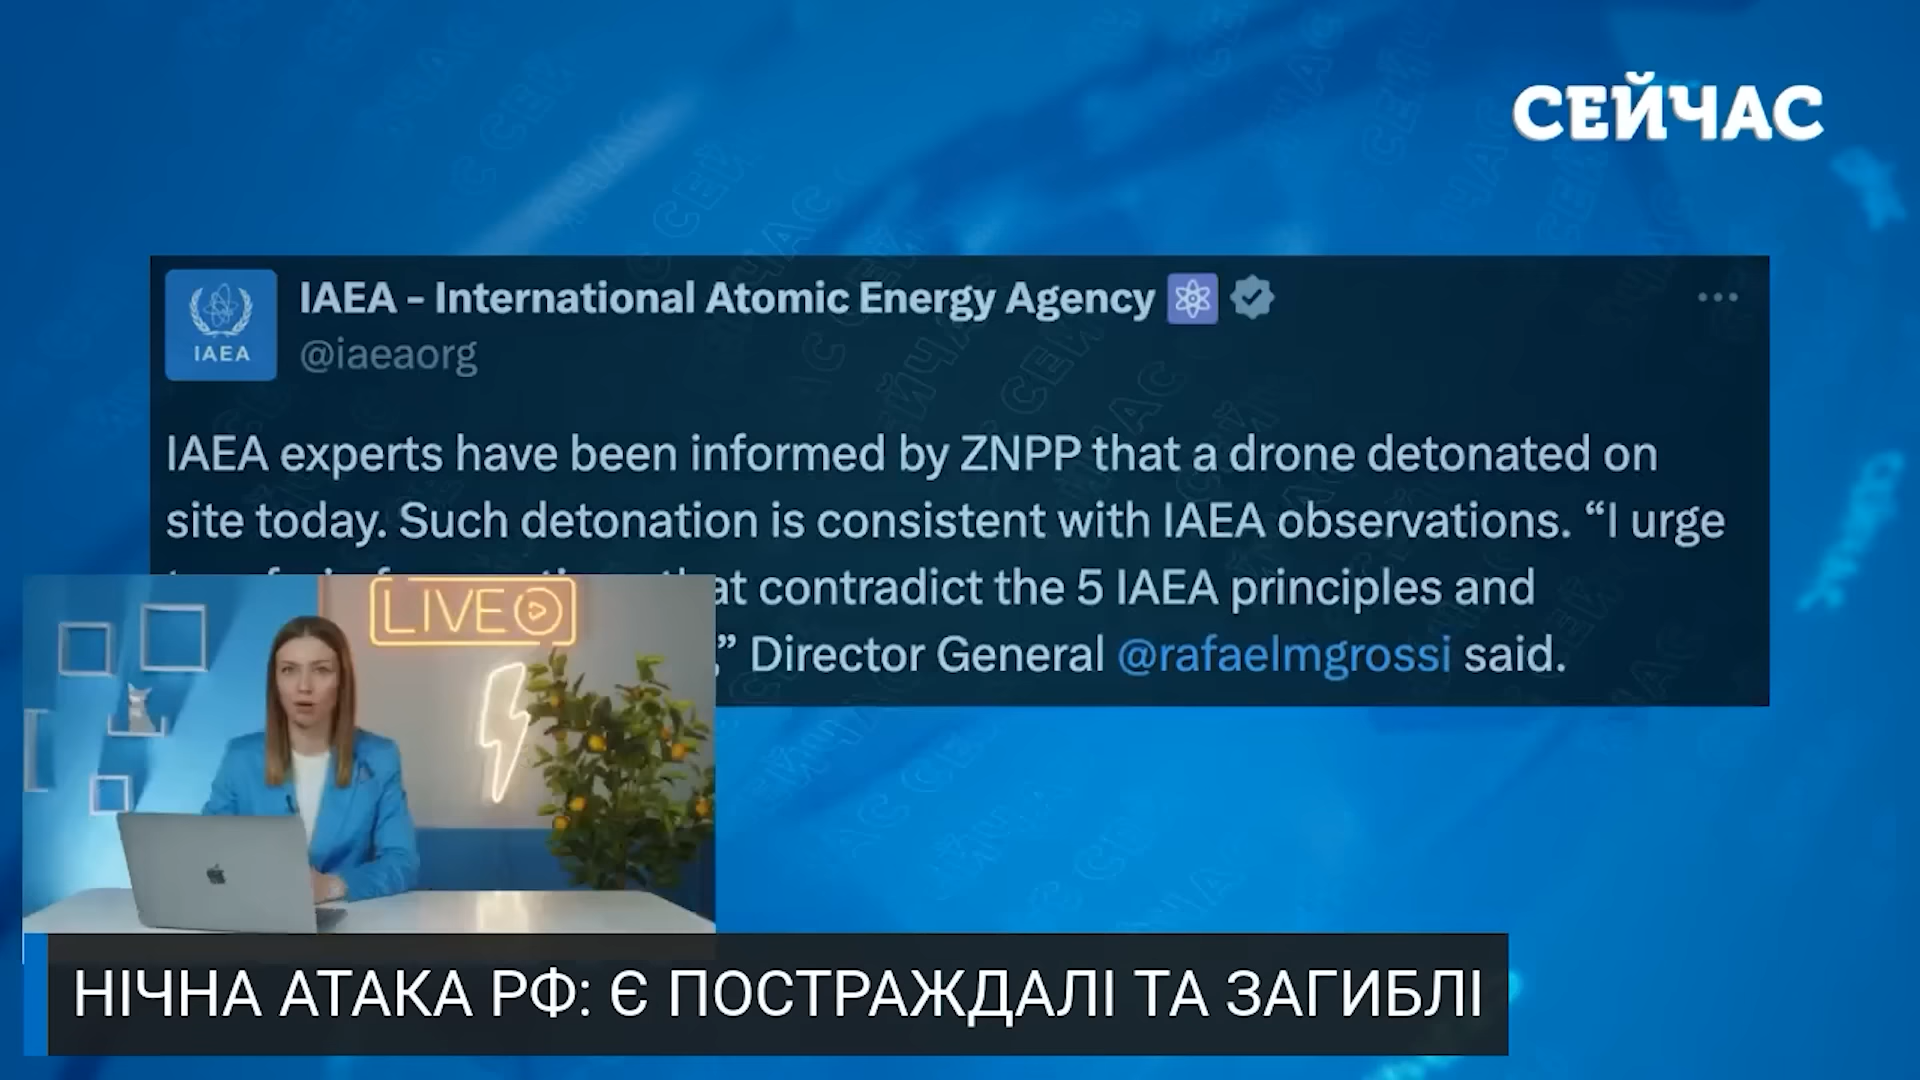 СЕЙЧАС
IAEA – International Atomic Energy Agency
IAEA
@iaeaorg
IAEA experts have been informed by ZNPP that a drone detonated on
site today. Such detonation is consistent with IAEA observations. “I urge
contradict the 5 IAEA principles and
” Director General @rafaelmgrossi said.
LIVE
НІЧНА АТАКА РФ: Є ПОСТРАЖДАЛІ ТА ЗАГИБЛІ